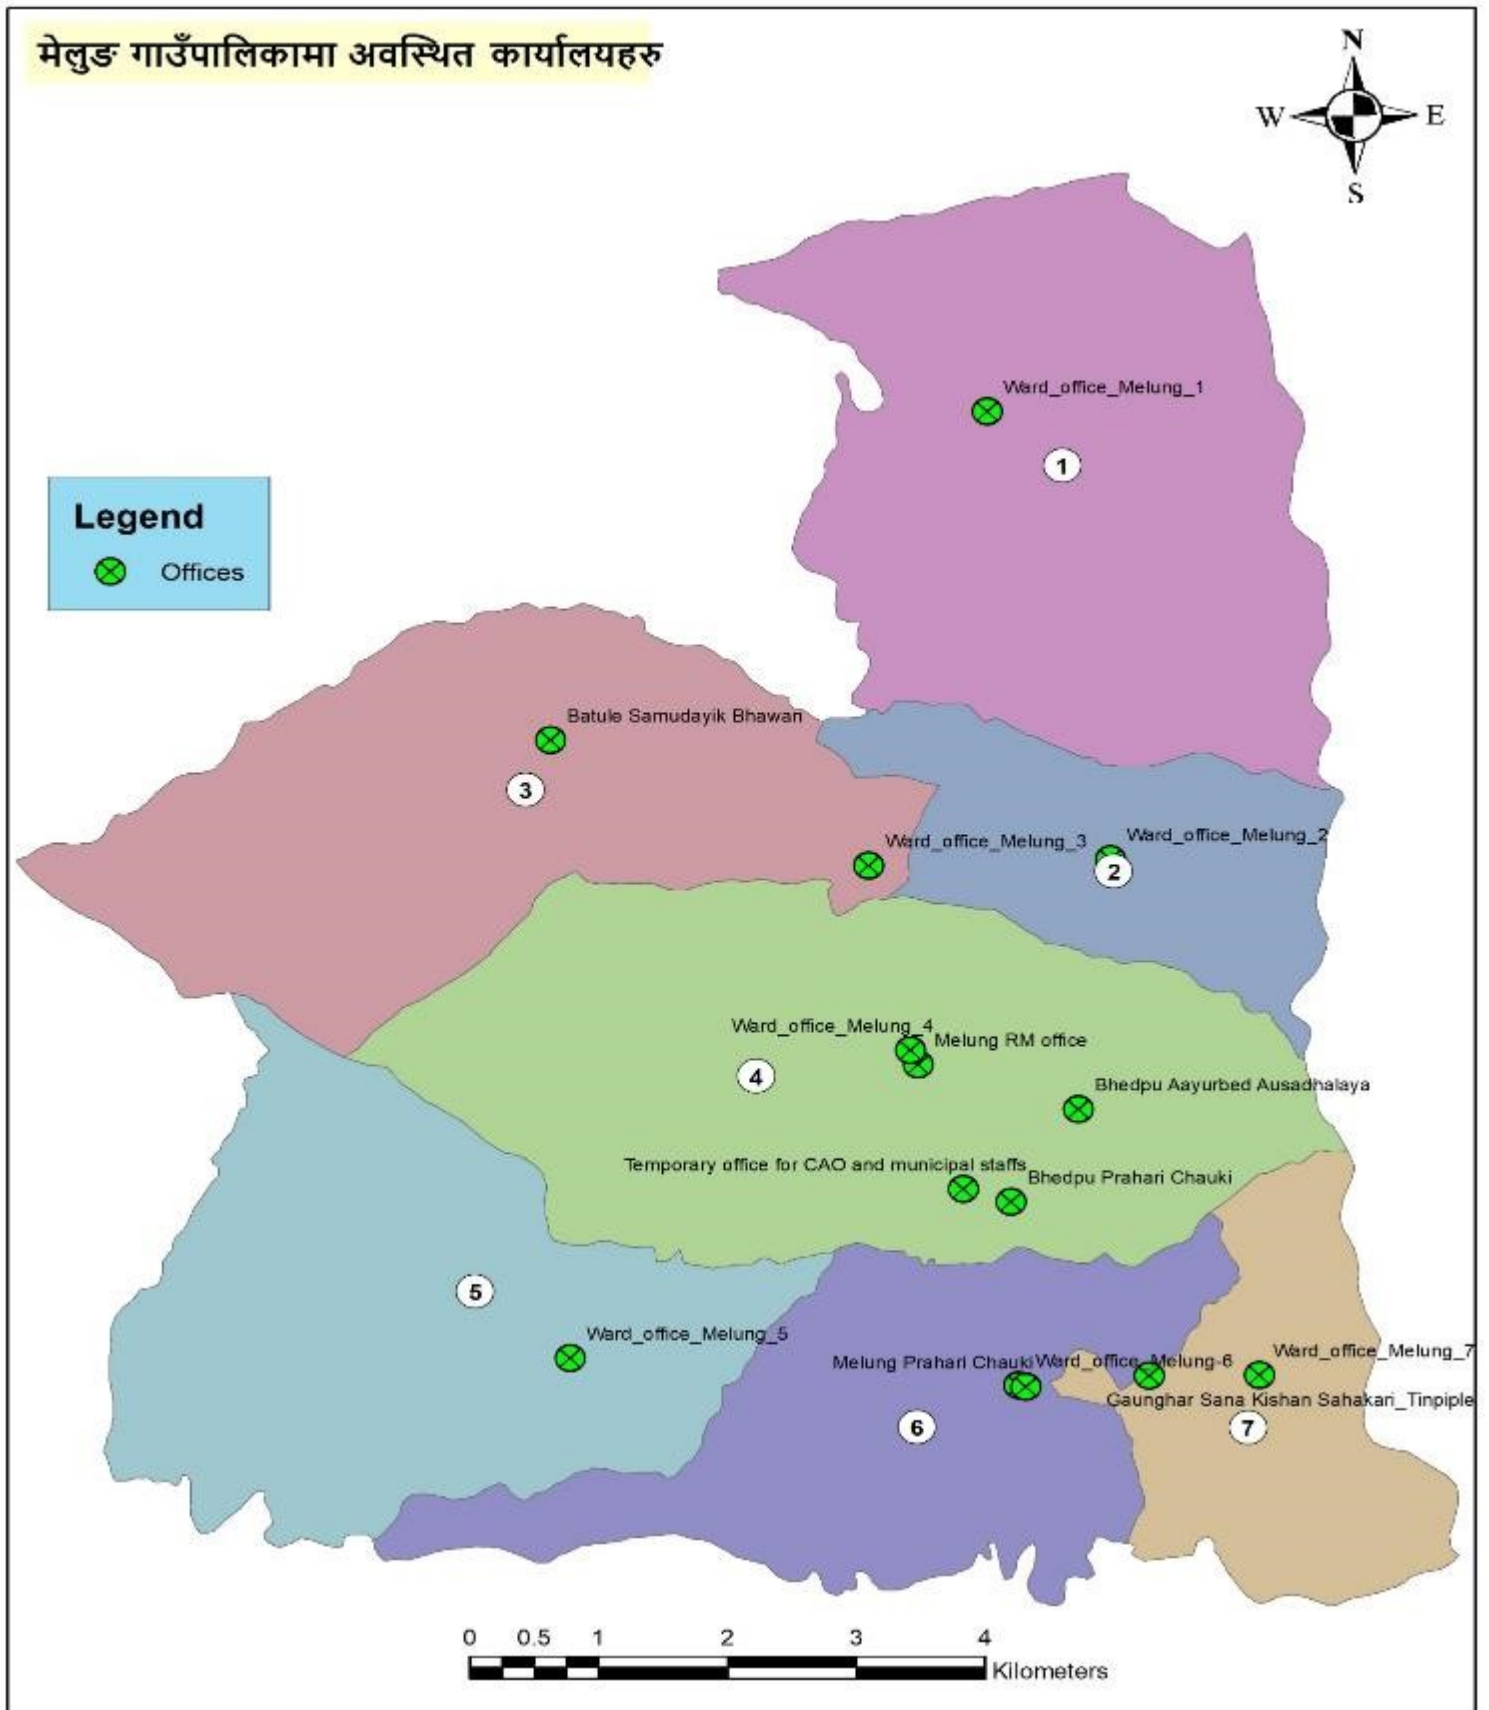 मेलुङ गाउँपालिकामा अवस्थित कार्यालयहरु
N
W E
S
Ward_office_Melung_1
1
Legend
Offices
Batule Samudayik Bhawan
3
Ward_office_Melung_3
Ward_office_Melung_2
2
Ward_office_Melung_4
Melung RM office
4
Bhedpu Aayurbed Ausadhalaya
Temporary office for CAO and municipal staffs
Bhedpu Prahari Chauki
5
Ward_office_Melung_5
Melung Prahari Chauki
Ward_office_Melung-6
Ward_office_Melung_7
Gaunghar Sana Kishan Sahakari_Tinpiple
6
7
0 0.5 1 2 3 4
Kilometers